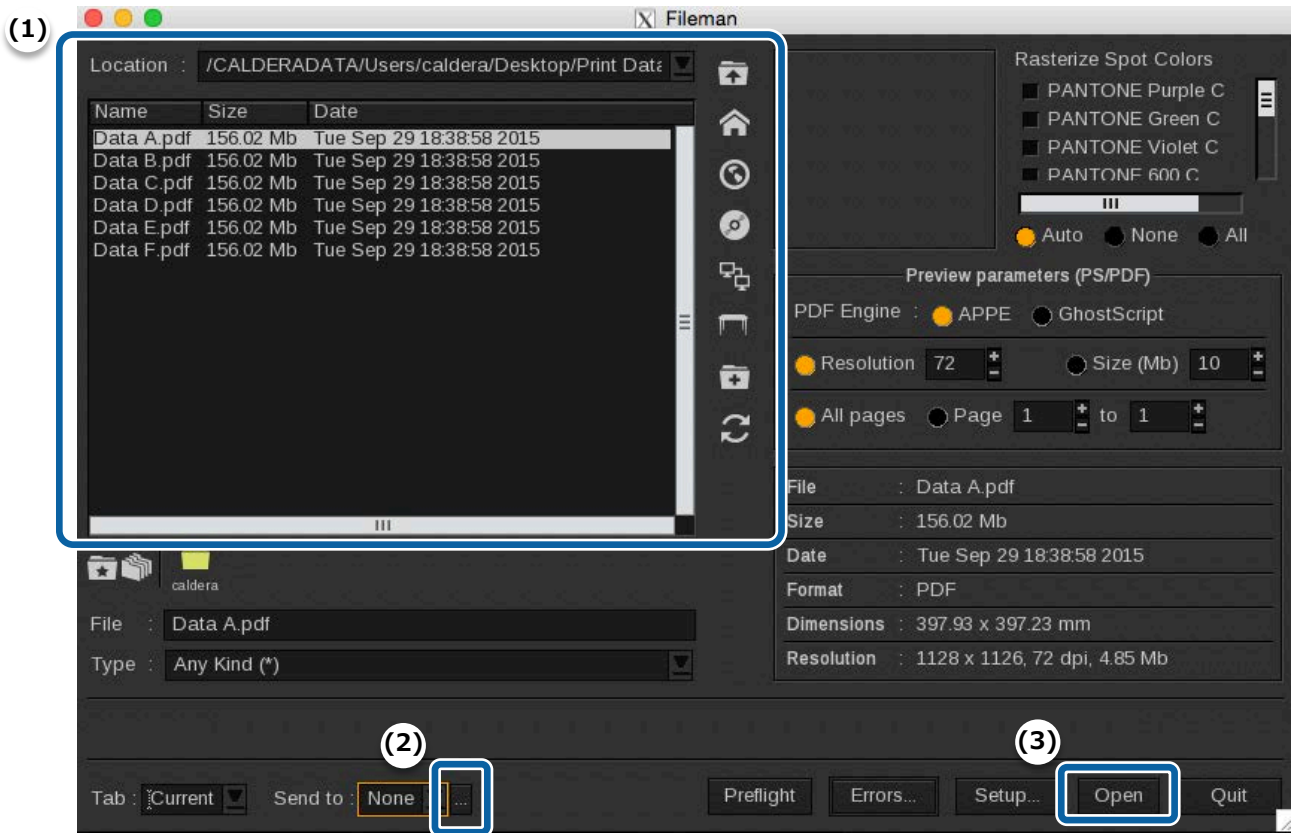 (1)
Fileman
Location : /CALDERADATA/Users/caldera/Desktop/Print Data
Name Size Date
Data A.pdf 156.02 Mb Tue Sep 29 18:38:58 2015
Data B.pdf 156.02 Mb Tue Sep 29 18:38:58 2015
Data C.pdf 156.02 Mb Tue Sep 29 18:38:58 2015
Data D.pdf 156.02 Mb Tue Sep 29 18:38:58 2015
Data E.pdf 156.02 Mb Tue Sep 29 18:38:58 2015
Data F.pdf 156.02 Mb Tue Sep 29 18:38:58 2015
caldera
File : Data A.pdf
Type : Any Kind (*)
Rasterize Spot Colors
PANTONE Purple C
PANTONE Green C
PANTONE Violet C
PANTONE 600 C
Auto None All
Preview parameters (PS/PDF)
PDF Engine : APPE GhostScript
Resolution 72 Size (Mb) 10
All pages Page 1 to 1
File : Data A.pdf
Size : 156.02 Mb
Date : Tue Sep 29 18:38:58 2015
Format : PDF
Dimensions : 397.93 x 397.23 mm
Resolution : 1128 x 1126, 72 dpi, 4.85 Mb
(2)
(3)
Tab : Current Send to : None ... Preflight Errors... Setup... Open Quit